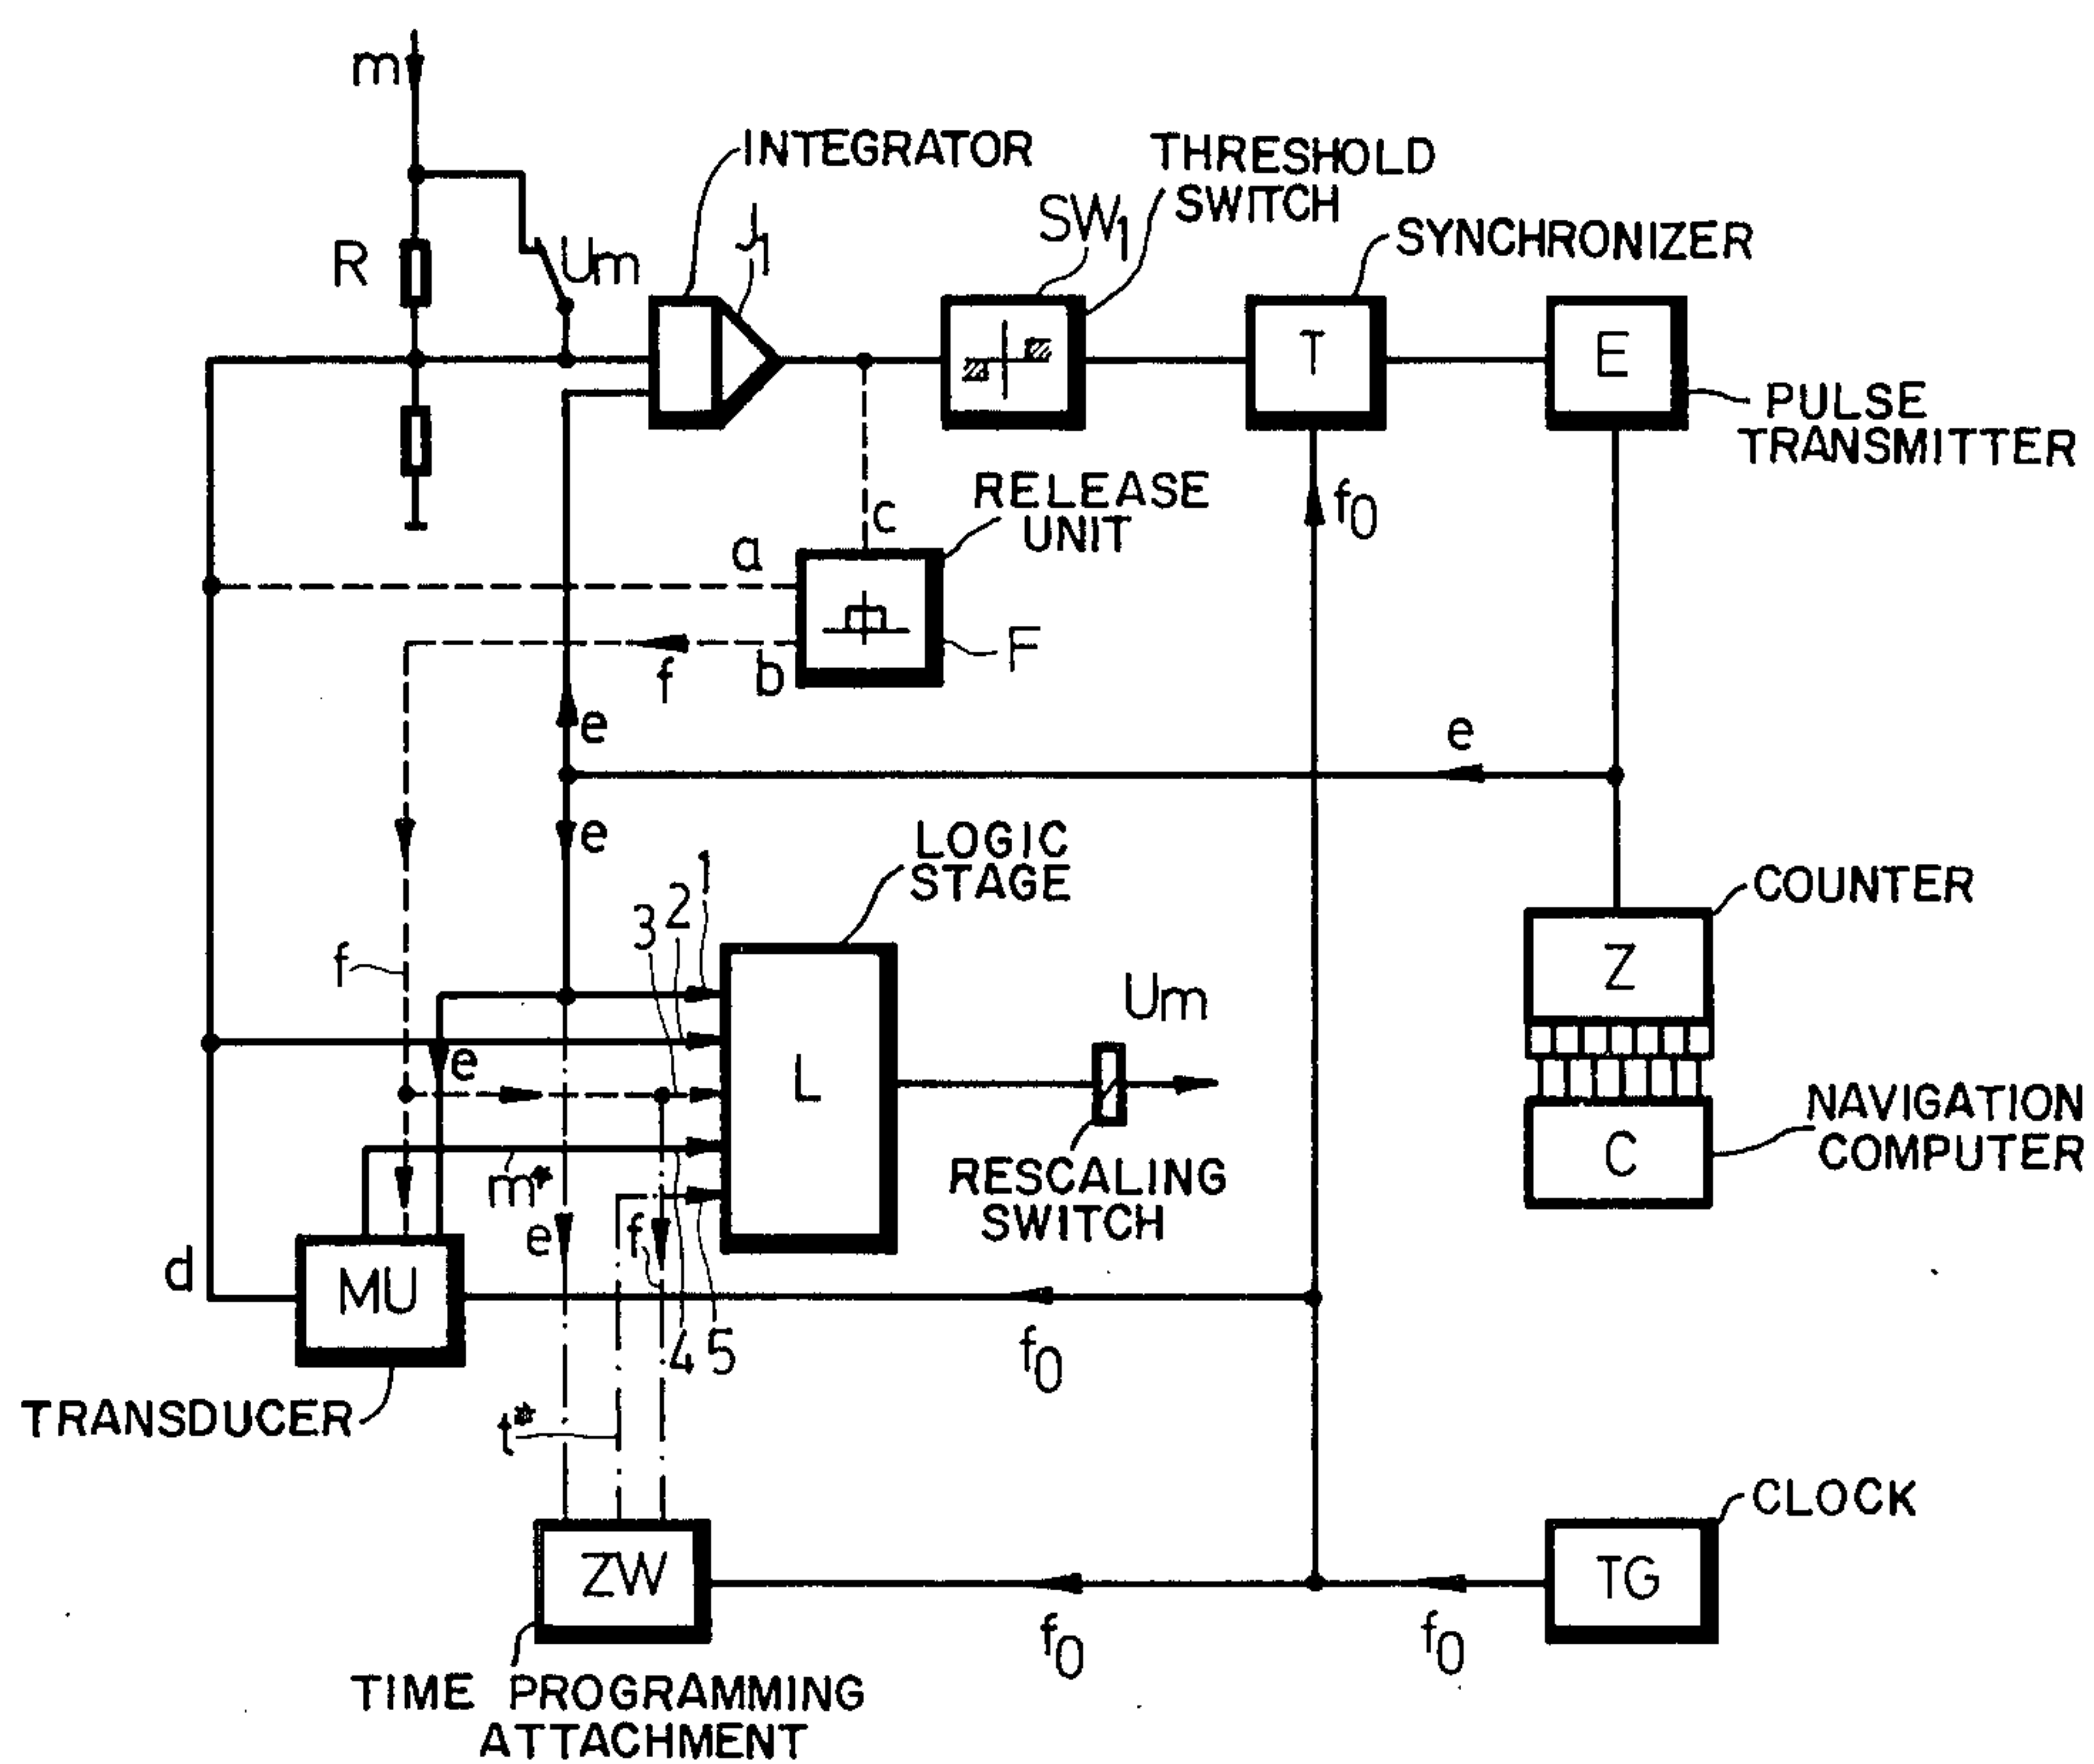 m
INTEGRATOR
THRESHOLD
SWITCH
R
Um
J1
SW1
SYNCHRONIZER
T
E
PULSE
TRANSMITTER
RELEASE
UNIT
c
f0
a
F
f
b
e
e
e
LOGIC
STAGE
COUNTER
3 2 1
f
Z
Um
e
L
NAVIGATION
COMPUTER
C
m*
RESCALING
SWITCH
e
f
d
MU
4 5
f0
TRANSDUCER
t*
CLOCK
ZW
TG
f0
f0
TIME PROGRAMMING
ATTACHMENT